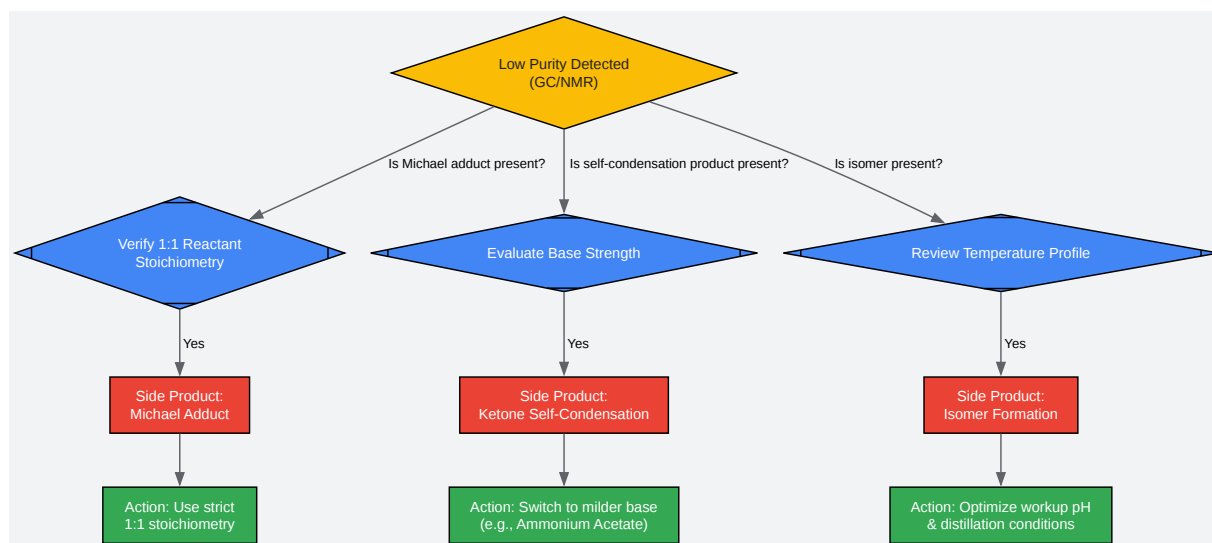 Low Purity Detected
(GC/NMR)
Is Michael adduct present?
Is self-condensation product present?
Is isomer present?
Verify 1:1 Reactant
Stoichiometry
Evaluate Base Strength
Review Temperature Profile
Yes
Yes
Yes
Side Product:
Michael Adduct
Side Product:
Ketone Self-Condensation
Side Product:
Isomer Formation
Action: Use strict
1:1 stoichiometry
Action: Switch to milder base
(e.g., Ammonium Acetate)
Action: Optimize workup pH
& distillation conditions